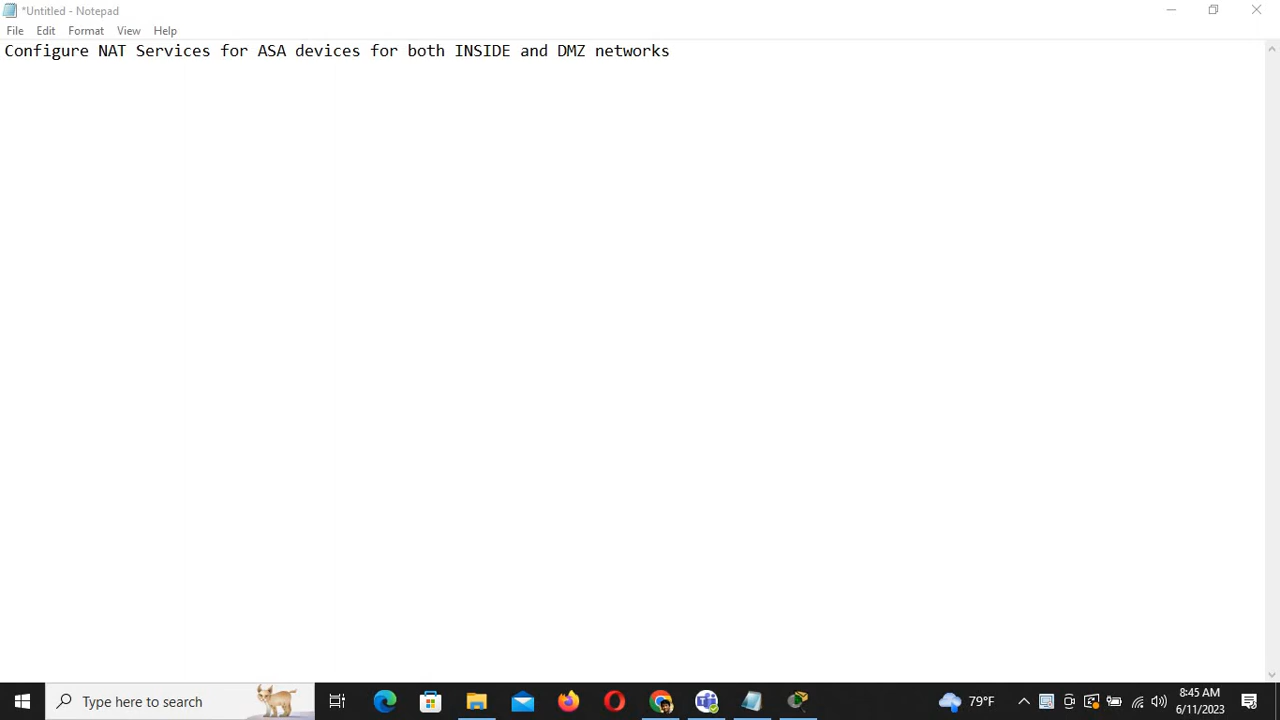 *Untitled - Notepad
File Edit Format View Help
Configure NAT Services for ASA devices for both INSIDE and DMZ networks
Type here to search
79°F
8:45 AM
6/11/2023